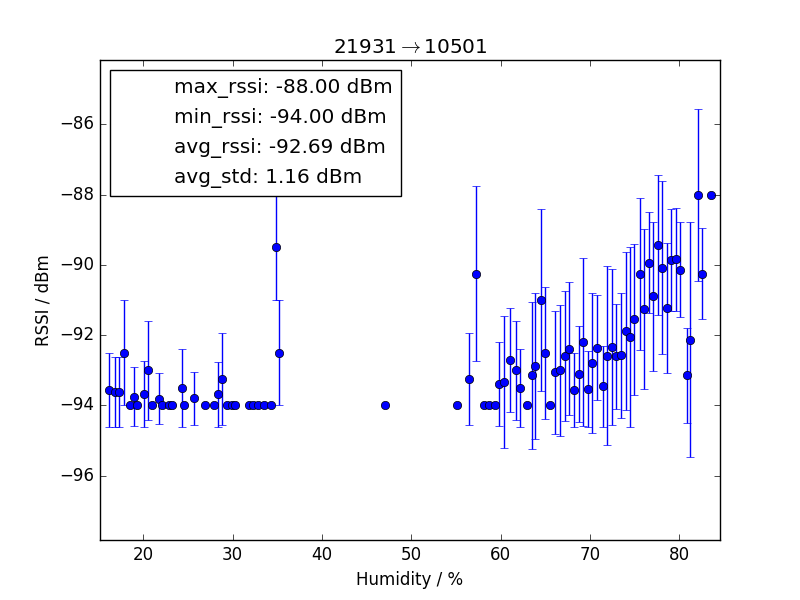 21931→10501
max_rssi: -88.00 dBm
min_rssi: -94.00 dBm
avg_rssi: -92.69 dBm
avg_std: 1.16 dBm
RSSI / dBm
−86
−88
−90
−92
−94
−96
20 30 40 50 60 70 80
Humidity / %